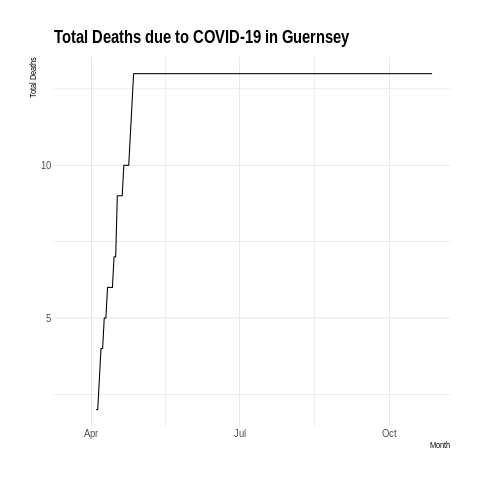 Total Deaths due to COVID-19 in Guernsey
Total Deaths
10
5
Apr Jul Oct
Month